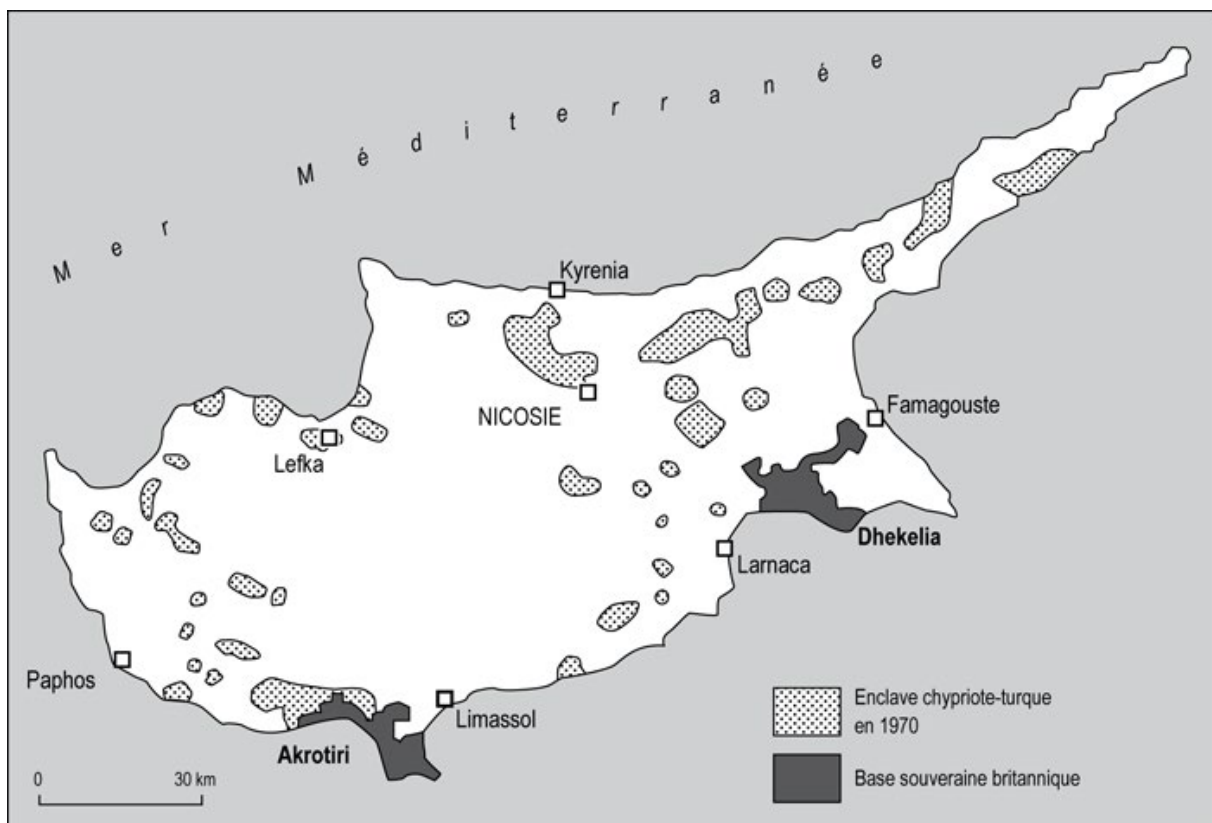 Mer Méditerranée
Kyrenia
NICOSIE
Famagouste
Lefka
Dhekelia
Larnaca
Paphos
Limassol
Akrotiri
Enclave chypriote-turque
en 1970
Base souveraine britannique
0 30 km